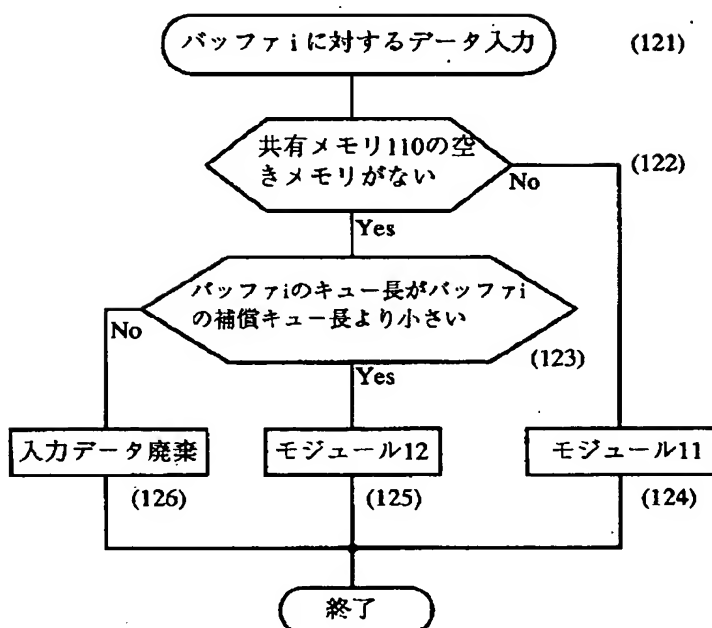 バッファiに対するデータ入力 (121)
共有メモリ110の空
きメモリがない
No (122)
Yes
バッファiのキュー長がバッファi
の補償キュー長より小さい
No
(123)
Yes
入力データ廃棄 モジュール12 モジュール11
(126) (125) (124)
終了